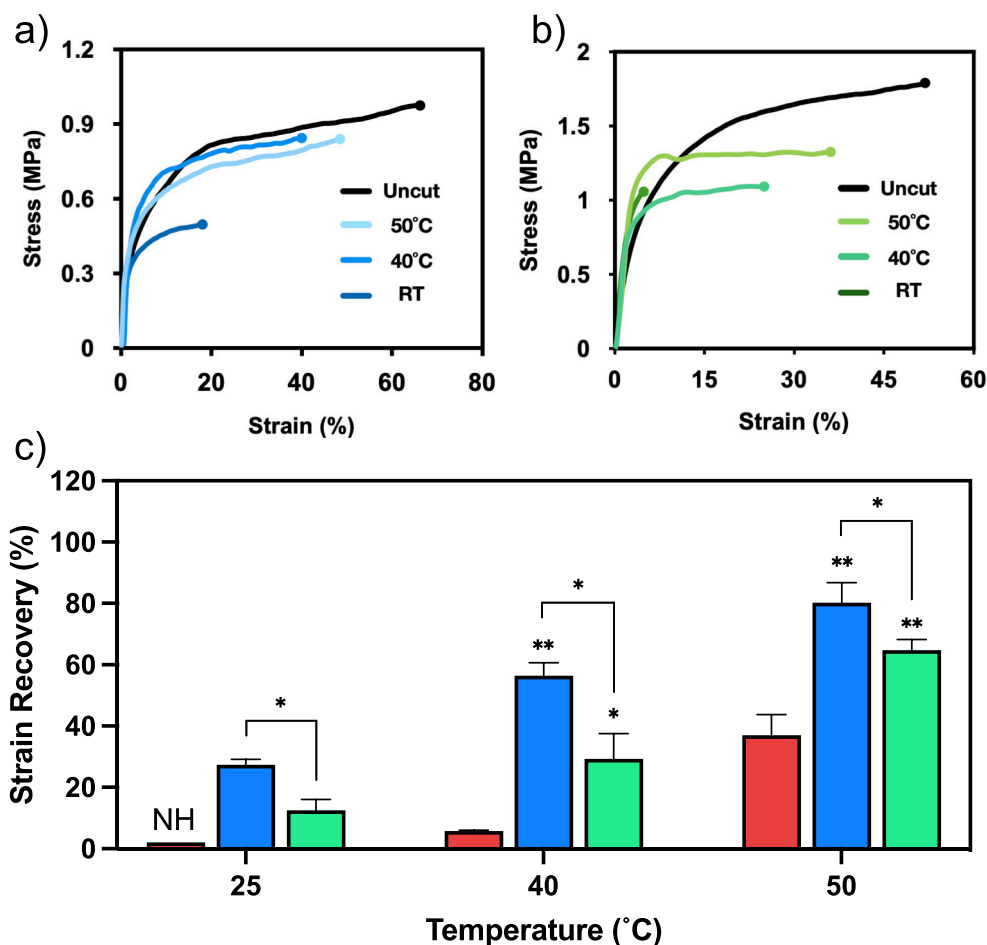 a)
1.2
0.9
0.6
0.3
0
Stress (MPa)
Uncut
50°C
40°C
RT
0 20 40 60 80
Strain (%)
b)
2
1.5
1
0.5
0
Stress (MPa)
Uncut
50°C
40°C
RT
0 15 30 45 60
Strain (%)
c)
120
100
80
60
40
20
0
Strain Recovery (%)
NH
*
**
*
*
**
*
**
25 40 50
Temperature (˚C)